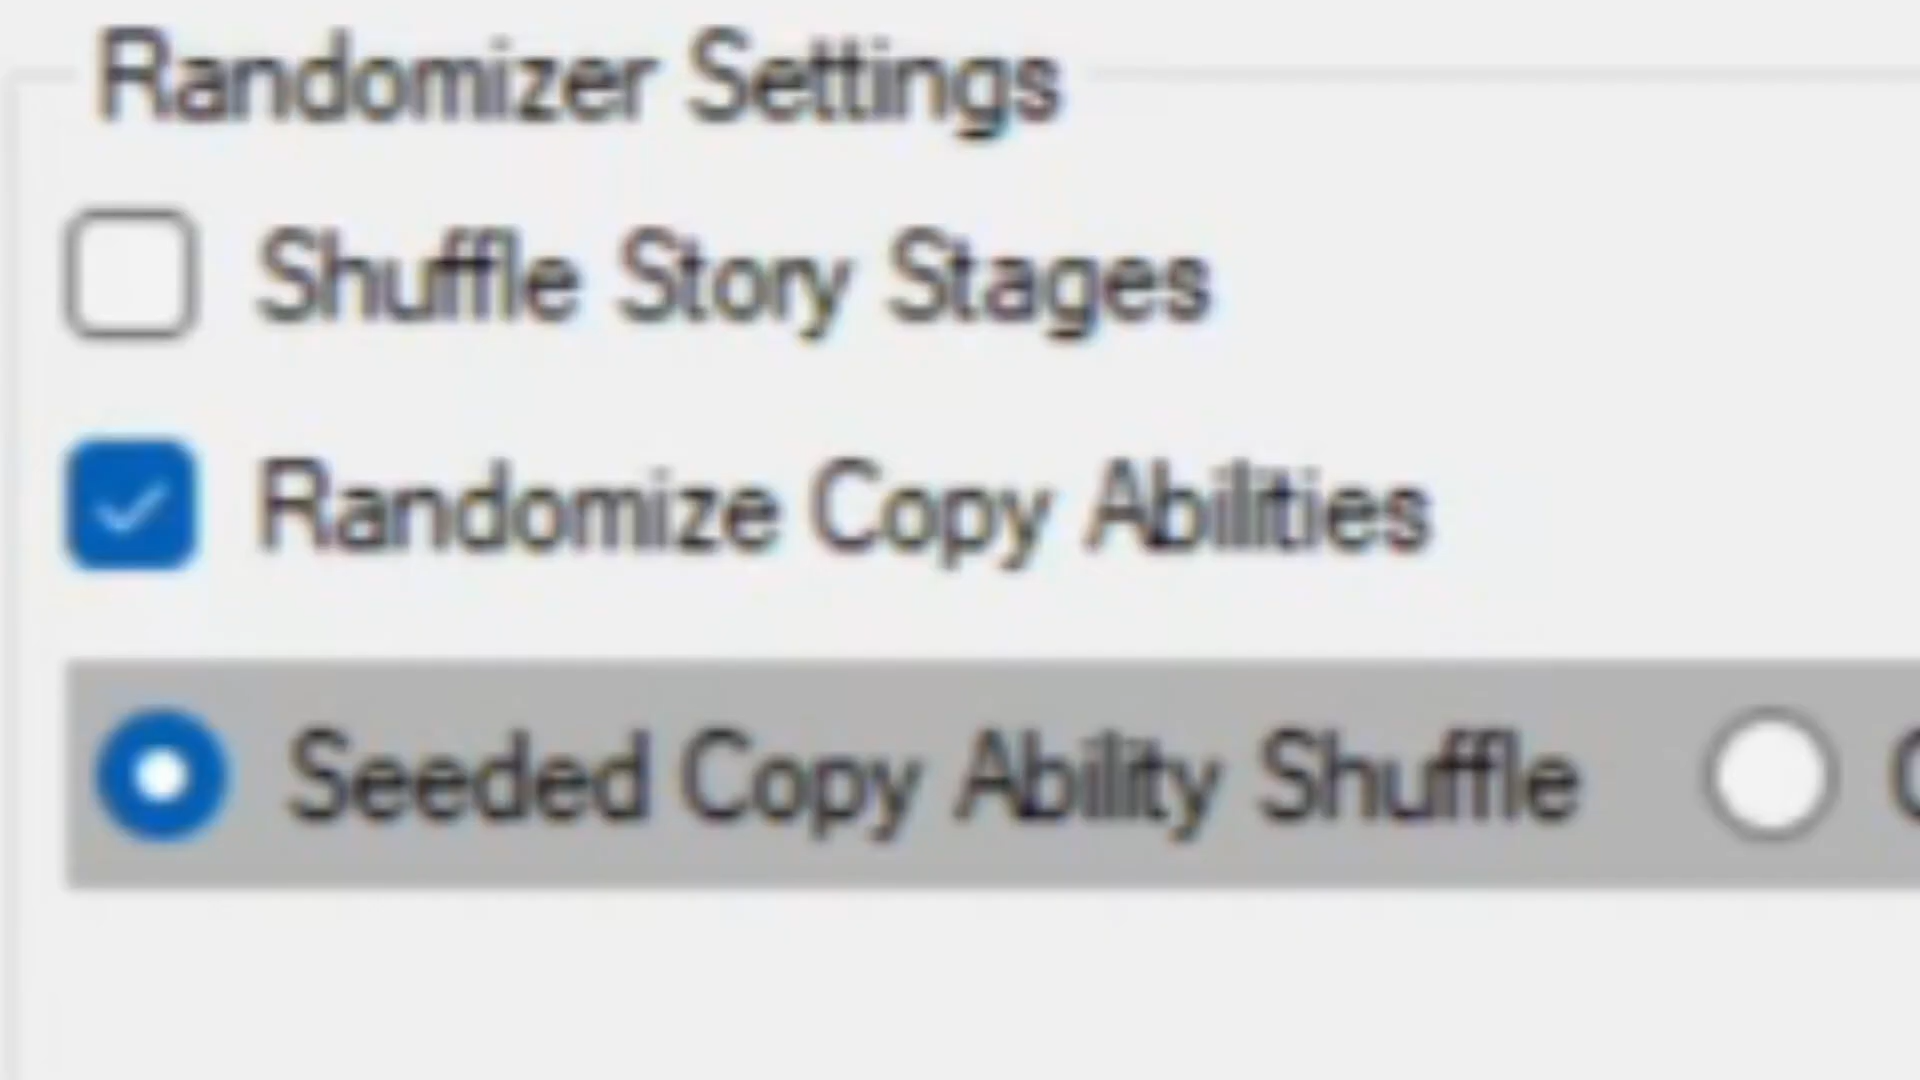 Randomizer Settings
Shuffle Story Stages
Randomize Copy Abilities
Seeded Copy Ability Shuffle